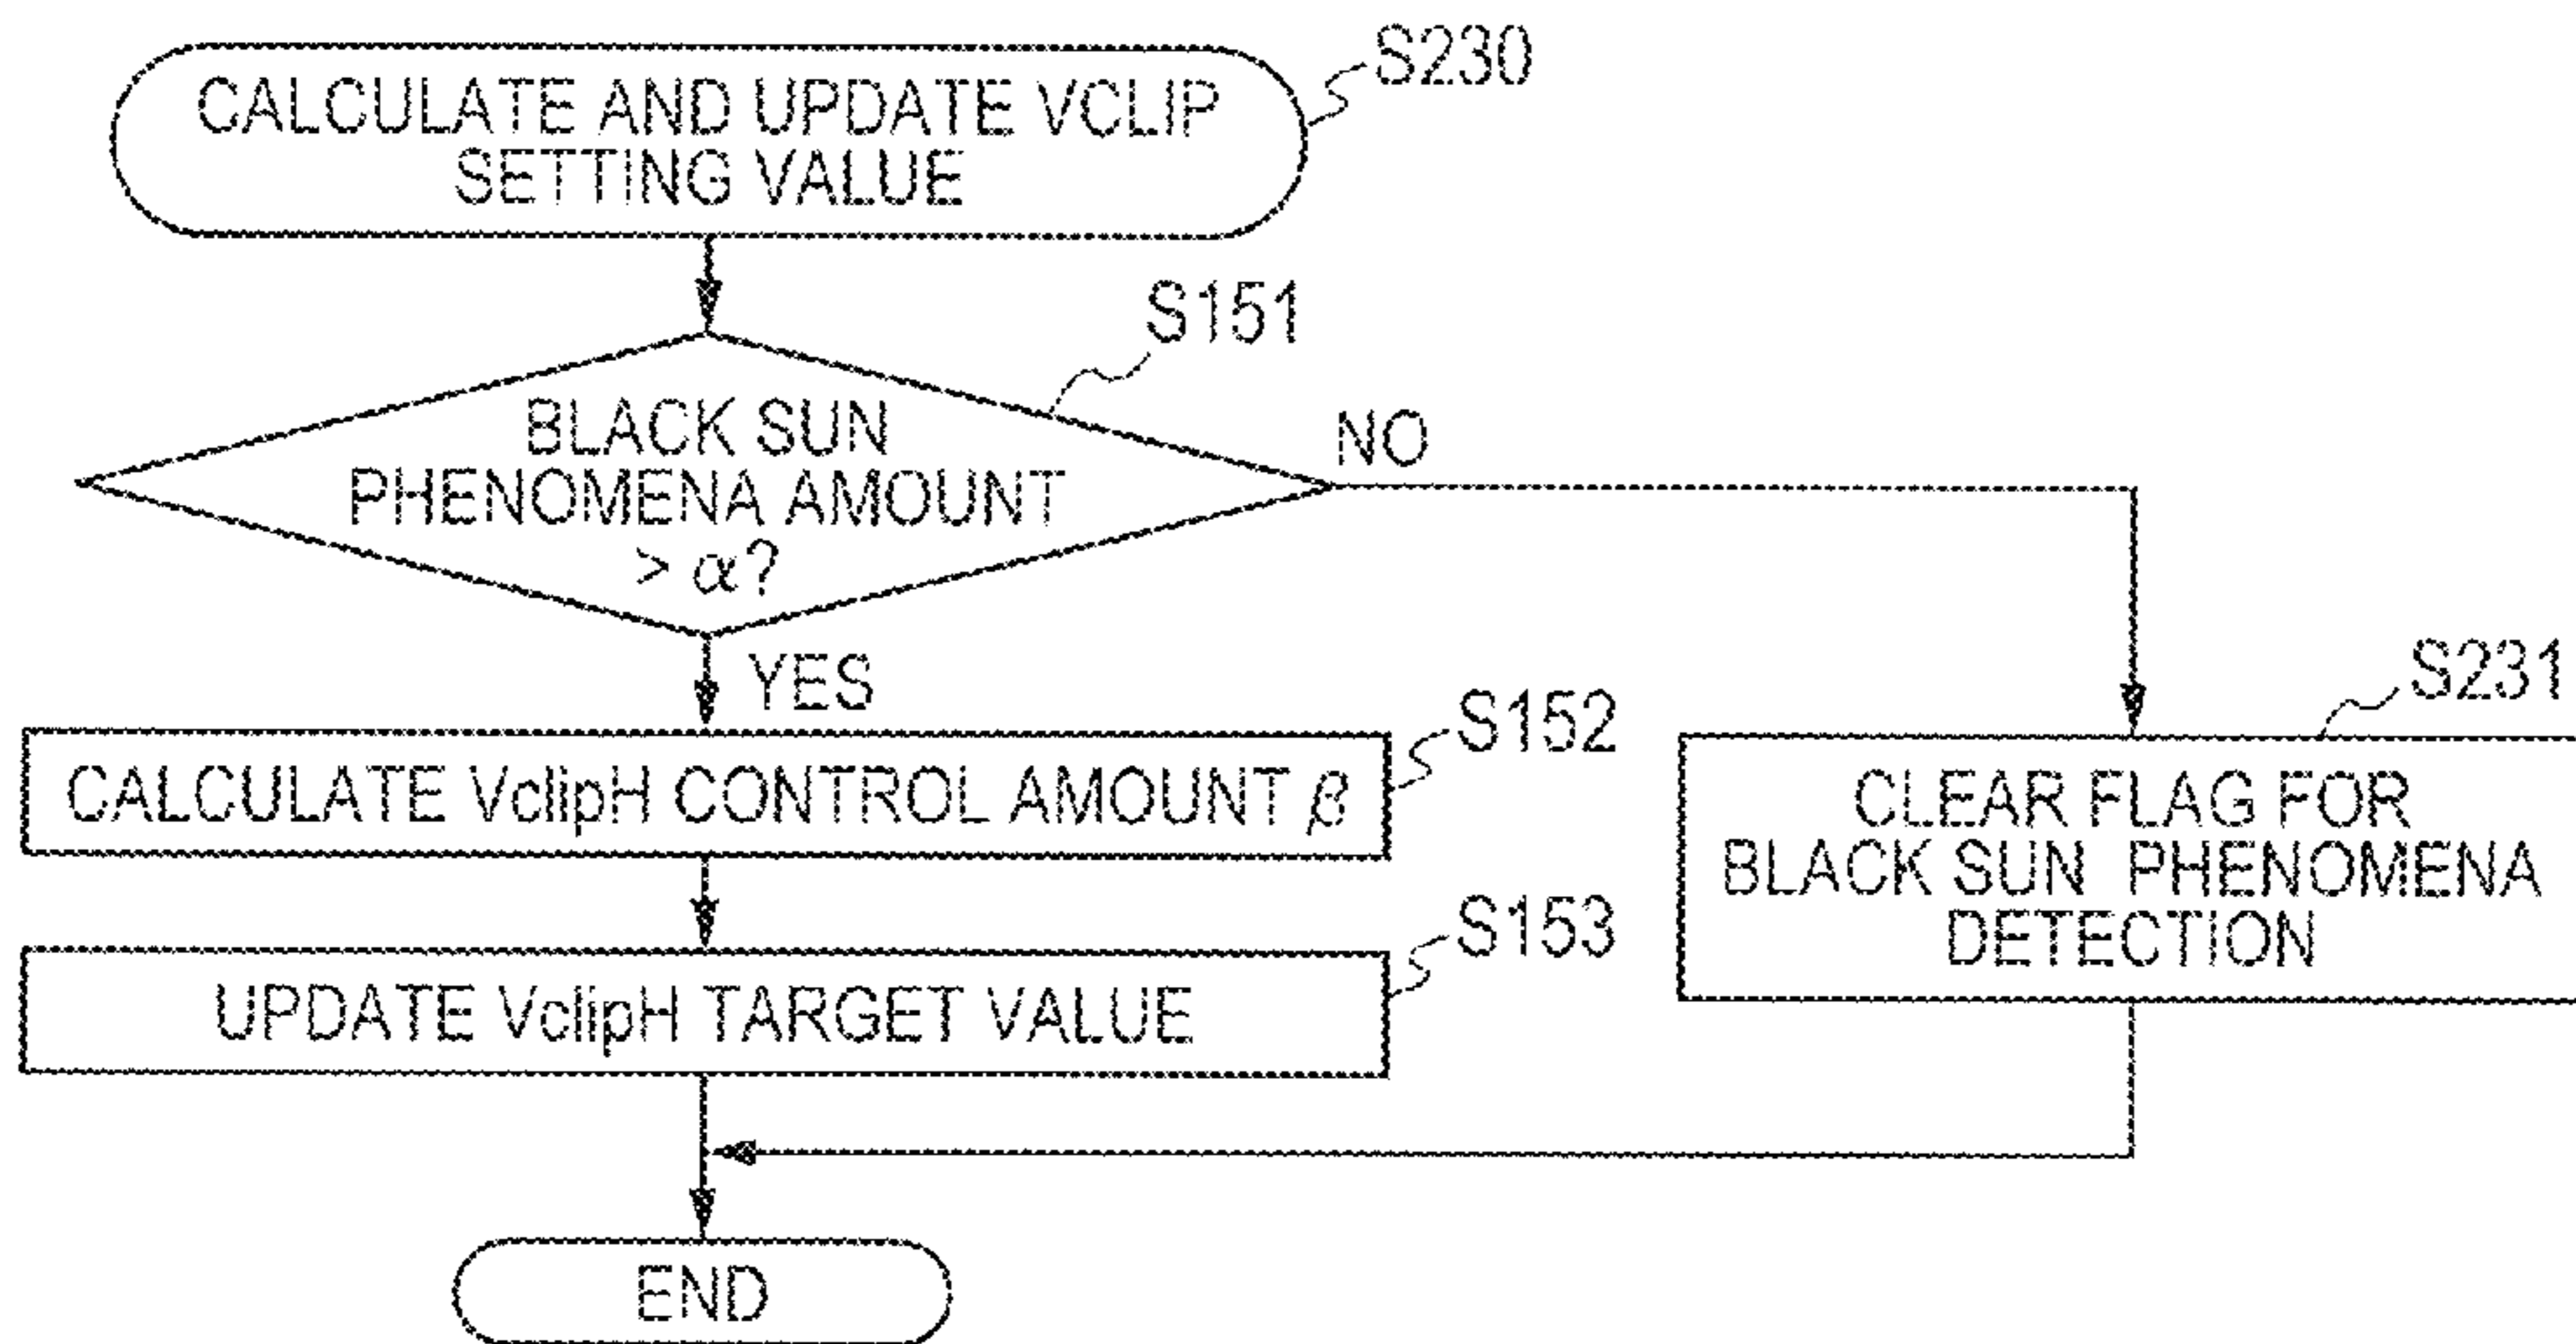 CALCULATE AND UPDATE VCLIP
SETTING VALUE
S230
BLACK SUN
PHENOMENA AMOUNT
> α?
S151
NO
YES
CALCULATE VclipH CONTROL AMOUNT β
S152
UPDATE VclipH TARGET VALUE
S153
CLEAR FLAG FOR
BLACK SUN PHENOMENA
DETECTION
S231
END